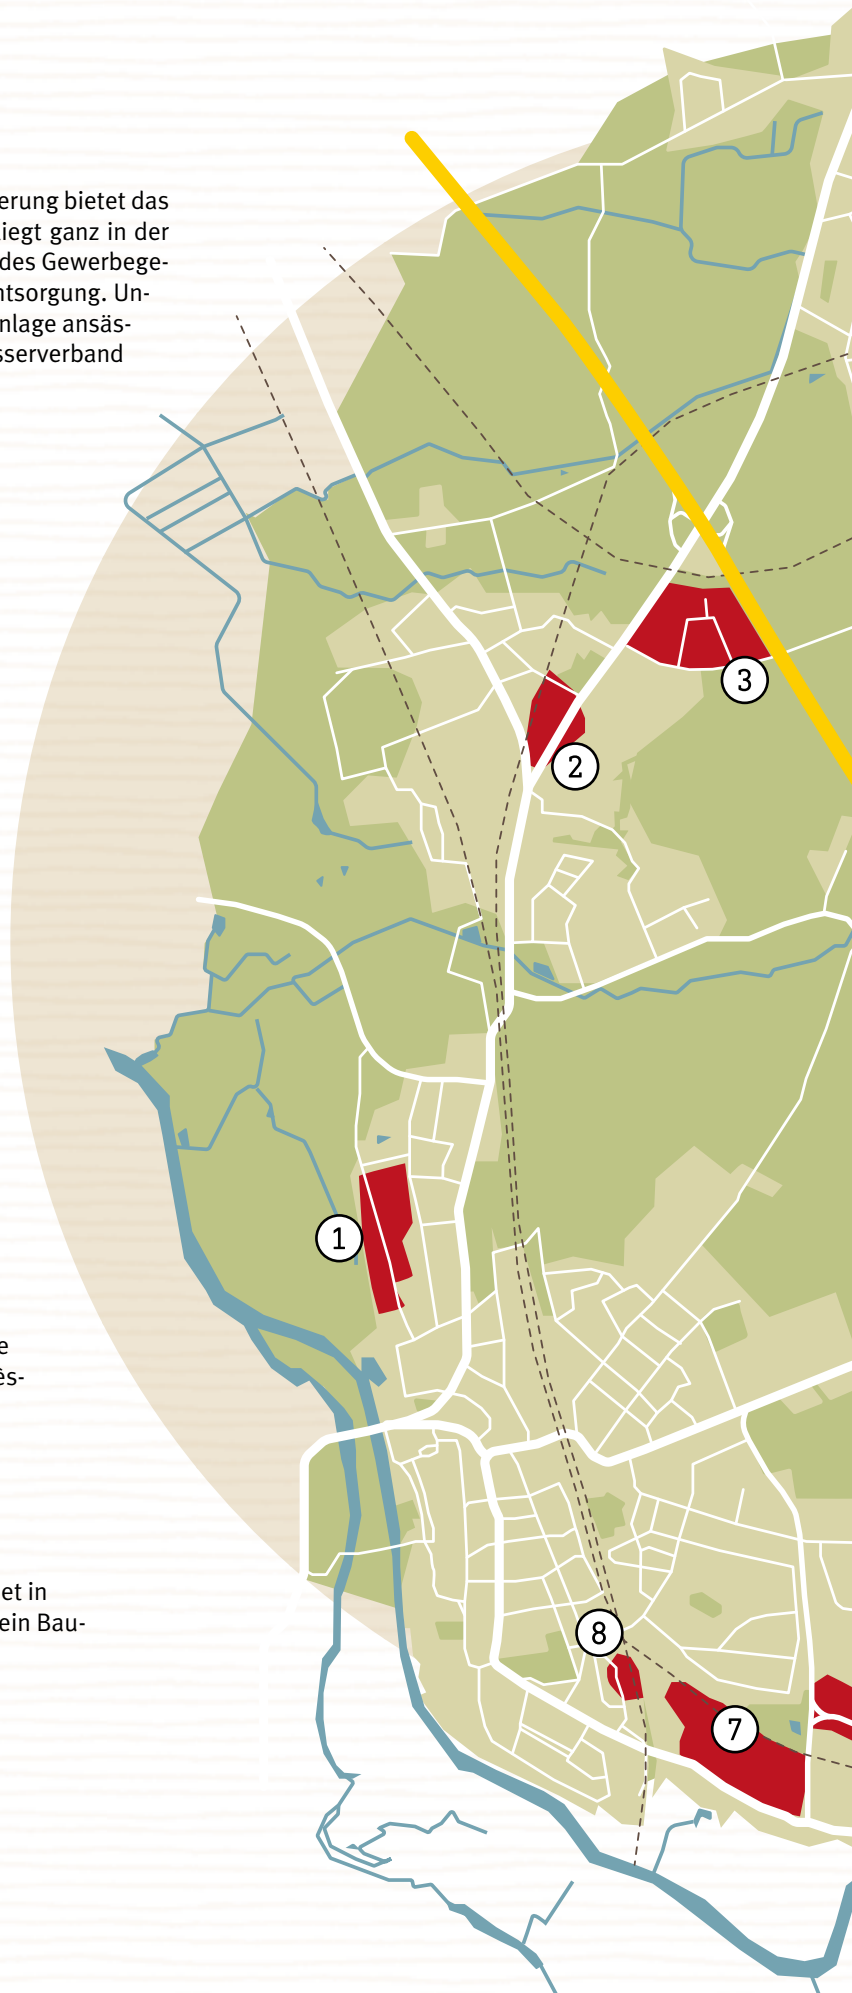 erung bietet das
iegt ganz in der
des Gewerbege-
ntsorgung. Un-
nlage ansäs-
sserverband
3
2
1
e
ès-
et in
ein Bau-
8
7